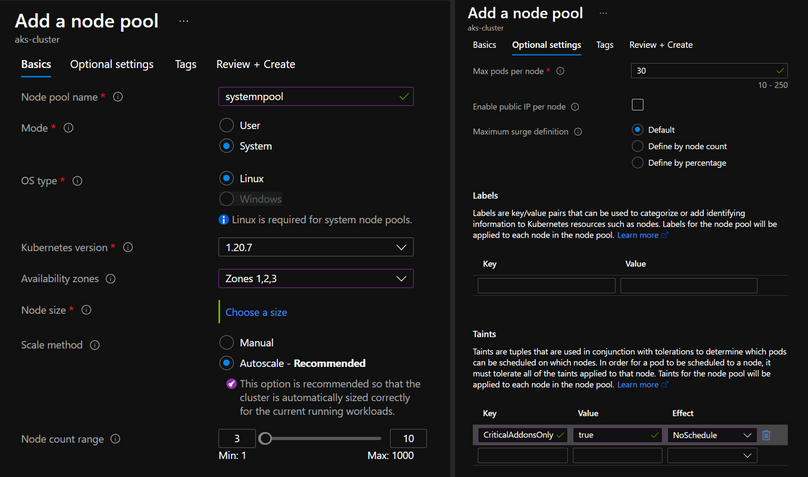 Add a node pool ...
aks-cluster
Basics Optional settings Tags Review + Create
Node pool name * systemnpool
Mode * User
System
OS type * Linux
Windows
Linux is required for system node pools.
Kubernetes version * 1.20.7
Availability zones Zones 1,2,3
Node size * Choose a size
Scale method Manual
Autoscale - Recommended
This option is recommended so that the
cluster is automatically sized correctly
for the current running workloads.
Node count range 3 10
Min: 1 Max: 1000
Add a node pool ...
aks-cluster
Basics Optional settings Tags Review + Create
Max pods per node * 30
10 - 250
Enable public IP per node
Maximum surge definition Default
Define by node count
Define by percentage
Labels
Labels are key/value pairs that can be used to categorize or add identifying
information to Kubernetes resources such as nodes. Labels for the node pool will be
applied to each node in the node pool. Learn more
Key Value
Taints
Taints are tuples that are used in conjunction with tolerations to determine which pods
can be scheduled on which nodes. In order for a pod to be scheduled to a node, it
must tolerate all of the taints applied to that node. Taints for the node pool will be
applied to each node in the node pool. Learn more
Key Value Effect
CriticalAddonsOnly true NoSchedule